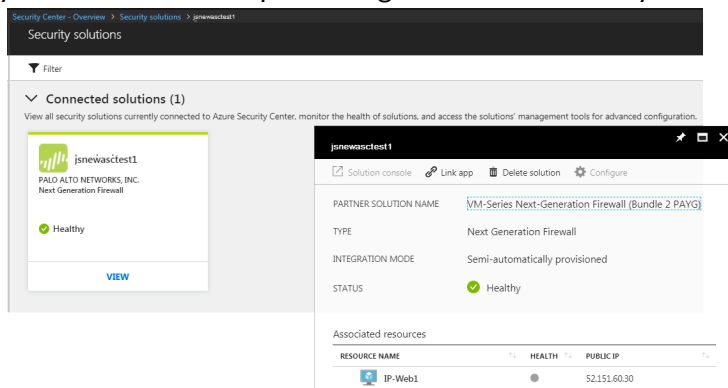 Security Center - Overview > Security solutions > jsnewasctest1
Security solutions
Filter
Connected solutions (1)
View all security solutions currently connected to Azure Security Center, monitor the health of solutions, and access the solutions' management tools for advanced configuration.
jsnewasctest1
PALO ALTO NETWORKS, INC.
Next Generation Firewall
Healthy
VIEW
jsnewasctest1
Solution console Link app Delete solution Configure
PARTNER SOLUTION NAME VM-Series Next-Generation Firewall (Bundle 2 PAYG)
TYPE Next Generation Firewall
INTEGRATION MODE Semi-automatically provisioned
STATUS Healthy
Associated resources
RESOURCE NAME HEALTH PUBLIC IP
IP-Web1 52.151.60.30